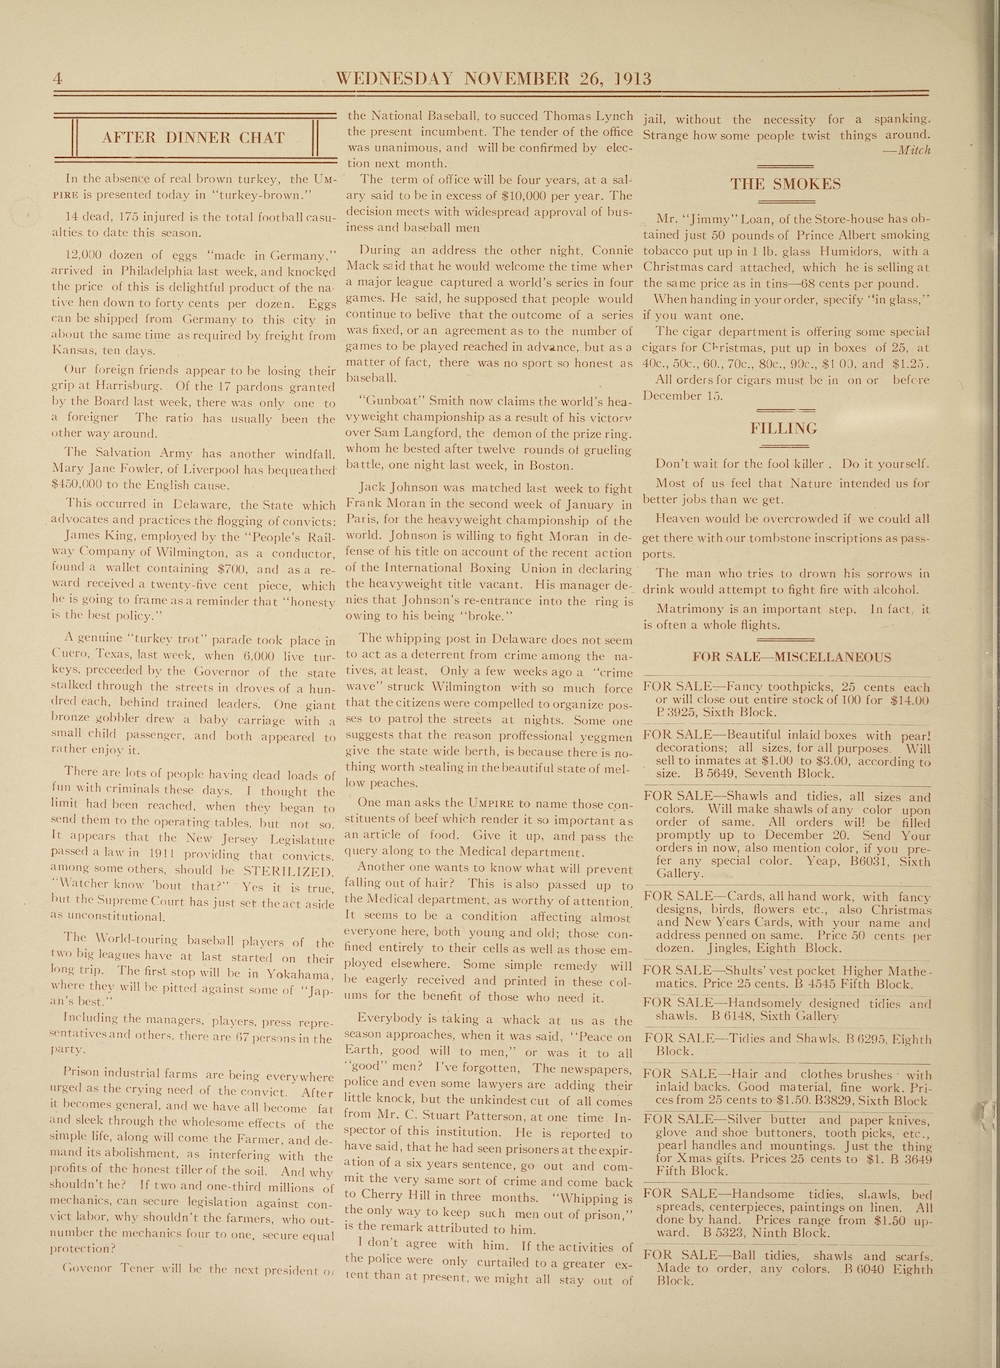 4
WEDNESDAY NOVEMBER 26, 1913
AFTER DINNER CHAT
In the absence of real brown turkey, the UM-
PIRE is presented today in "turkey-brown."
14 dead, 175 injured is the total football casu-
alties to date this season.
12,000 dozen of eggs "made in Germany,"
arrived in Philadelphia last week, and knocked
the price of this is delightful product of the na-
tive hen down to forty cents per dozen. Eggs
can be shipped from Germany to this city in
about the same time as required by freight from
Kansas, ten days.
Our foreign friends appear to be losing their
grip at Harrisburg. Of the 17 pardons granted
by the Board last week, there was only one to
a foreigner The ratio has usually been the
other way around.
The Salvation Army has another windfall.
Mary Jane Fowler, of Liverpool has bequeathed
$450,000 to the English cause.
This occurred in Delaware, the State which
advocates and practices the flogging of convicts:
James King, employed by the "People's Rail-
way Company of Wilmington, as a conductor,
found a wallet containing $700, and as a re-
ward received a twenty-five cent piece, which
he is going to frame as a reminder that "honesty
is the best policy."
A genuine "turkey trot" parade took place in
Cuero, Texas, last week, when 6,000 live tur-
keys, preceeded by the Governor of the state
stalked through the streets in droves of a hun-
dred each, behind trained leaders. One giant
bronze gobbler drew a baby carriage with a
small child passenger, and both appeared to
rather enjoy it.
There are lots of people having dead loads of
fun with criminals these days. I thought the
limit had been reached, when they began to
send them to the operating tables, but not so.
It appears that the New Jersey Legislature
passed a law in 1911 providing that convicts,
among some others, should be STERILIZED.
"Watcher know 'bout that?" Yes it is true,
but the Supreme Court has just set the act aside
as unconstitutional.
The World-touring baseball players of the
two big leagues have at last started on their
long trip. The first stop will be in Yokahama,
where they will be pitted against some of "Jap-
an's best."
Including the managers, players, press repre-
sentatives and others, there are 67 persons in the
party.
Prison industrial farms are being everywhere
urged as the crying need of the convict. After
it becomes general, and we have all become fat
and sleek through the wholesome effects of the
simple life, along will come the Farmer, and de-
mand its abolishment, as interfering with the
profits of the honest tiller of the soil. And why
shouldn't he? If two and one-third millions of
mechanics, can secure legislation against con-
vict labor, why shouldn't the farmers, who out-
number the mechanics four to one, secure equal
protection?
Govenor Tener will be the next president of
the National Baseball, to succed Thomas Lynch
the present incumbent. The tender of the office
was unanimous, and will be confirmed by elec-
tion next month.
The term of office will be four years, at a sal-
ary said to be in excess of $10,000 per year. The
decision meets with widespread approval of bus-
iness and baseball men
During an address the other night, Connie
Mack said that he would welcome the time when
a major league captured a world's series in four
games. He said, he supposed that people would
continue to belive that the outcome of a series
was fixed, or an agreement as to the number of
games to be played reached in advance, but as a
matter of fact, there was no sport so honest as
baseball.
"Gunboat" Smith now claims the world's hea-
vyweight championship as a result of his victory
over Sam Langford, the demon of the prize ring.
whom he bested after twelve rounds of grueling
battle, one night last week, in Boston.
Jack Johnson was matched last week to fight
Frank Moran in the second week of January in
Paris, for the heavyweight championship of the
world. Johnson is willing to fight Moran in de-
fense of his title on account of the recent action
of the International Boxing Union in declaring
the heavyweight title vacant. His manager de-
nies that Johnson's re-entrance into the ring is
owing to his being "broke."
The whipping post in Delaware does not seem
to act as a deterrent from crime among the na-
tives, at least, Only a few weeks ago a "crime
wave" struck Wilmington with so much force
that the citizens were compelled to organize pos-
ses to patrol the streets at nights. Some one
suggests that the reason proffessional yeggmen
give the state wide berth, is because there is no-
thing worth stealing in the beautiful state of mel-
low peaches.
One man asks the UMPIRE to name those con-
stituents of beef which render it so important as
an article of food. Give it up, and pass the
query along to the Medical department.
Another one wants to know what will prevent
falling out of hair? This is also passed up to
the Medical department, as worthy of attention.
It seems to be a condition affecting almost
everyone here, both young and old; those con-
fined entirely to their cells as well as those em-
ployed elsewhere. Some simple remedy will
be eagerly received and printed in these col-
ums for the benefit of those who need it.
Everybody is taking a whack at us as the
season approaches, when it was said, "Peace on
Earth, good will to men," or was it to all
"good" men? I've forgotten, The newspapers,
police and even some lawyers are adding their
little knock, but the unkindest cut of all comes
from Mr. C. Stuart Patterson, at one time In-
spector of this institution. He is reported to
have said, that he had seen prisoners at the expir-
ation of a six years sentence, go out and com-
mit the very same sort of crime and come back
to Cherry Hill in three months. "Whipping is
the only way to keep such men out of prison,"
is the remark attributed to him.
I don't agree with him. If the activities of
the police were only curtailed to a greater ex-
tent than at present, we might all stay out of
jail, without the necessity for a spanking.
Strange how some people twist things around.
—Mitch
THE SMOKES
Mr. "Jimmy" Loan, of the Store-house has ob-
tained just 50 pounds of Prince Albert smoking
tobacco put up in 1 lb. glass Humidors, with a
Christmas card attached, which he is selling at
the same price as in tins—68 cents per pound.
When handing in your order, specify "in glass,"
if you want one.
The cigar department is offering some special
cigars for Christmas, put up in boxes of 25, at
40c., 50c., 60., 70c., 80c., 90c., $1 00, and $1.25.
All orders for cigars must be in on or before
December 15.
FILLING
Don't wait for the fool killer . Do it yourself.
Most of us feel that Nature intended us for
better jobs than we get.
Heaven would be overcrowded if we could all
get there with our tombstone inscriptions as pass-
ports.
The man who tries to drown his sorrows in
drink would attempt to fight fire with alcohol.
Matrimony is an important step. In fact, it
is often a whole flights.
FOR SALE—MISCELLANEOUS
FOR SALE—Fancy toothpicks, 25 cents each
or will close out entire stock of 100 for $14.00
B 3925, Sixth Block.
FOR SALE—Beautiful inlaid boxes with pearl
decorations; all sizes, for all purposes. Will
sell to inmates at $1.00 to $3.00, according to
size. B 5649, Seventh Block.
FOR SALE—Shawls and tidies, all sizes and
colors. Will make shawls of any color upon
order of same. All orders will be filled
promptly up to December 20. Send Your
orders in now, also mention color, if you pre-
fer any special color. Yeap, B6031, Sixth
Gallery.
FOR SALE—Cards, all hand work, with fancy
designs, birds, flowers etc., also Christmas
and New Years Cards, with your name and
address penned on same. Price 50 cents per
dozen. Jingles, Eighth Block.
FOR SALE—Shults' vest pocket Higher Mathe-
matics. Price 25 cents. B 4545 Fifth Block.
FOR SALE—Handsomely designed tidies and
shawls. B 6148, Sixth Gallery
FOR SALE—Tidies and Shawls. B 6295, Eighth
Block.
FOR SALE—Hair and clothes brushes with
inlaid backs. Good material, fine work. Pri-
ces from 25 cents to $1.50. B3829, Sixth Block
FOR SALE—Silver butter and paper knives,
glove and shoe buttoners, tooth picks, etc.,
pearl handles and mountings. Just the thing
for Xmas gifts. Prices 25 cents to $1. B 3649
Fifth Block.
FOR SALE—Handsome tidies, shawls, bed
spreads, centerpieces, paintings on linen. All
done by hand. Prices range from $1.50 up-
ward. B 5323, Ninth Block.
FOR SALE—Ball tidies, shawls and scarfs.
Made to order, any colors. B 6040 Eighth
Block.